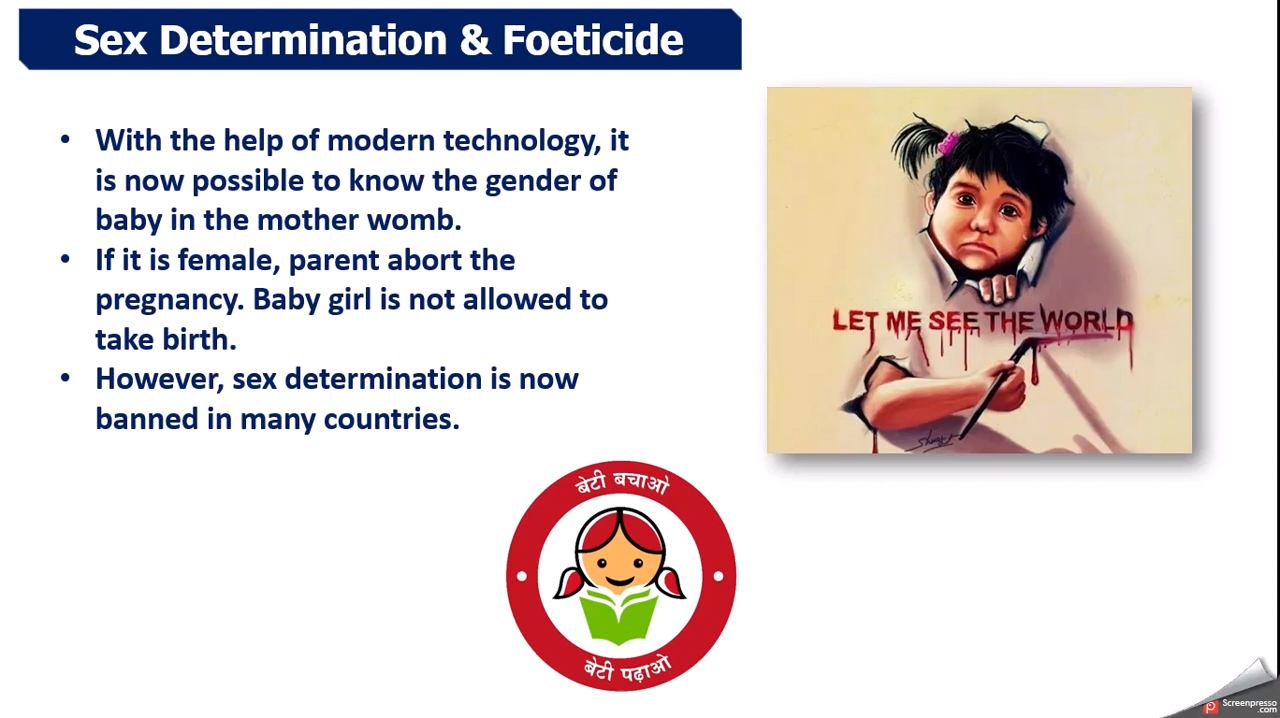 Sex Determination & Foeticide
• With the help of modern technology, it
is now possible to know the gender of
baby in the mother womb.
• If it is female, parent abort the
pregnancy. Baby girl is not allowed to
take birth.
• However, sex determination is now
banned in many countries.
LET ME SEE THE WORLD
बेटी बचाओ
बेटी पढ़ाओ
Screenpresso
.com